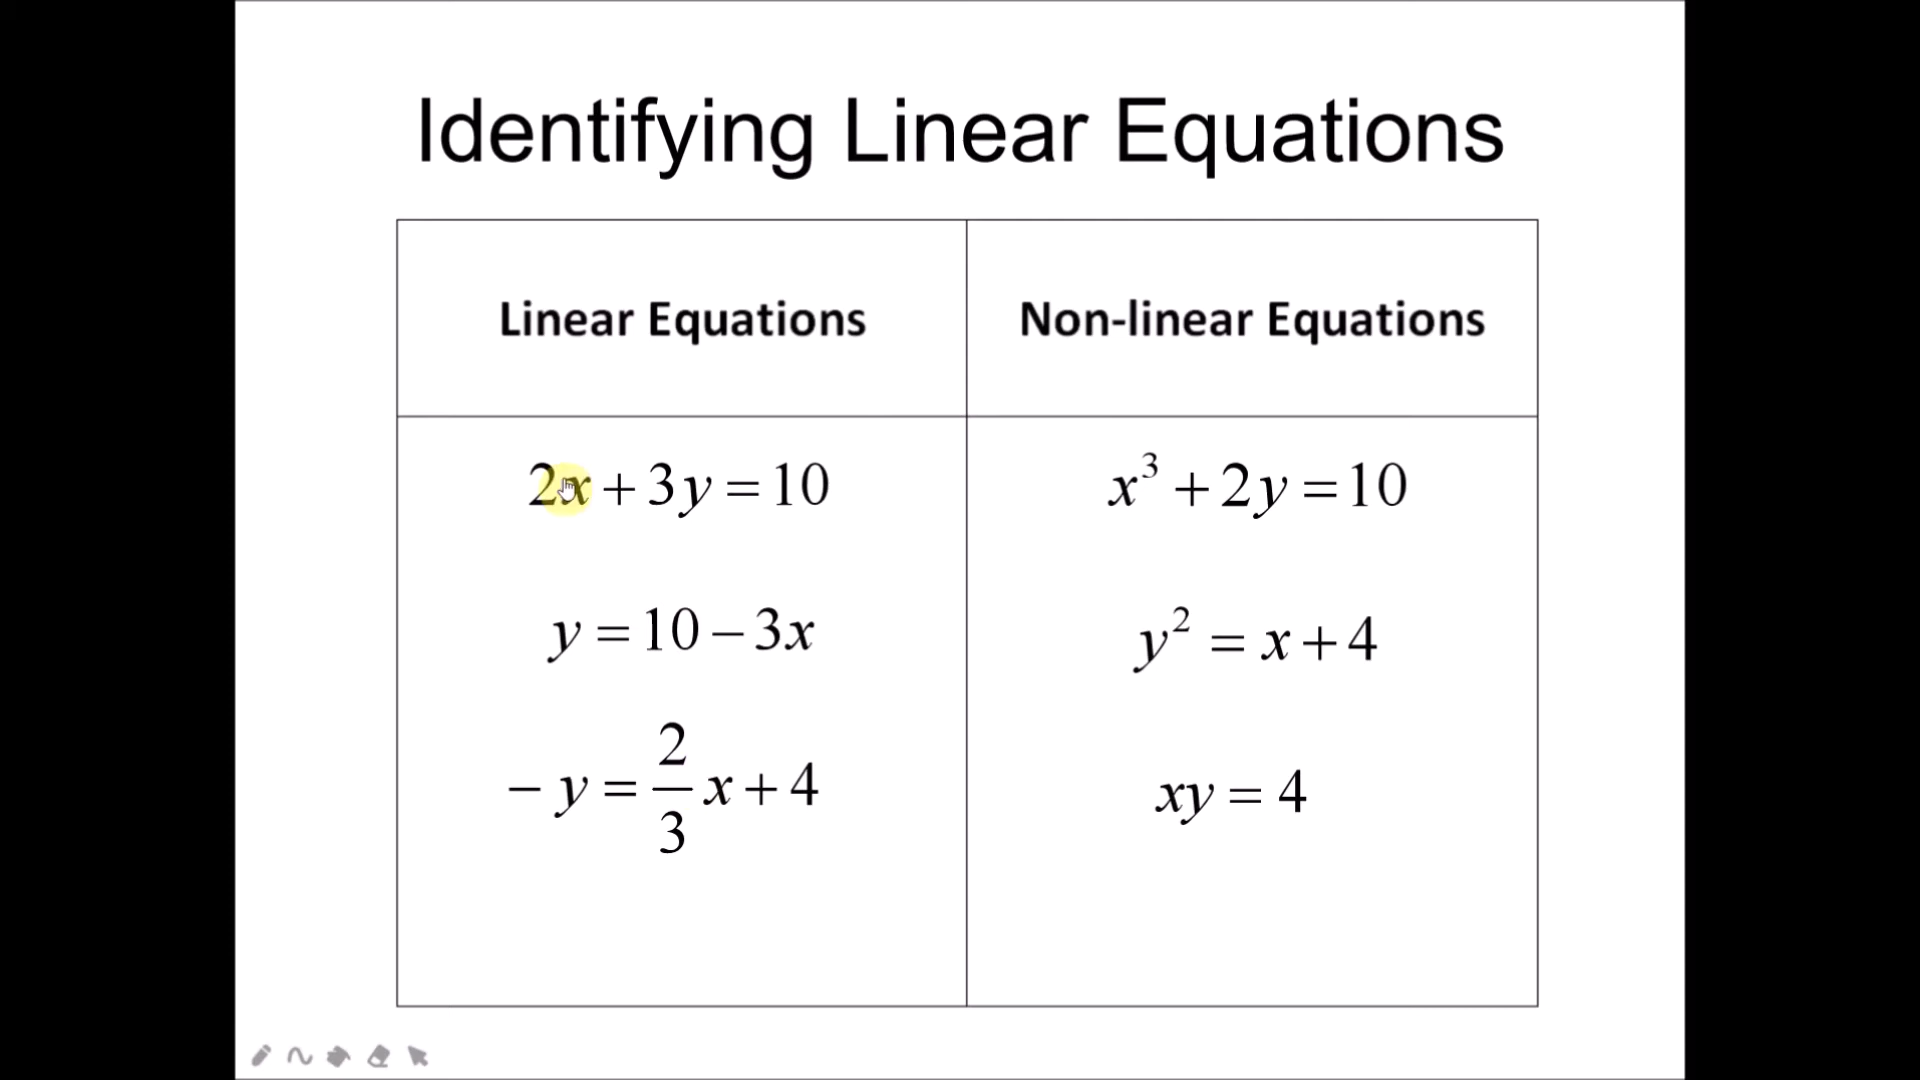 Identifying Linear Equations
Linear Equations
Non-linear Equations
2x + 3y = 10
x³ + 2y = 10
y = 10 − 3x
y² = x + 4
− y = 2/3 x + 4
xy = 4